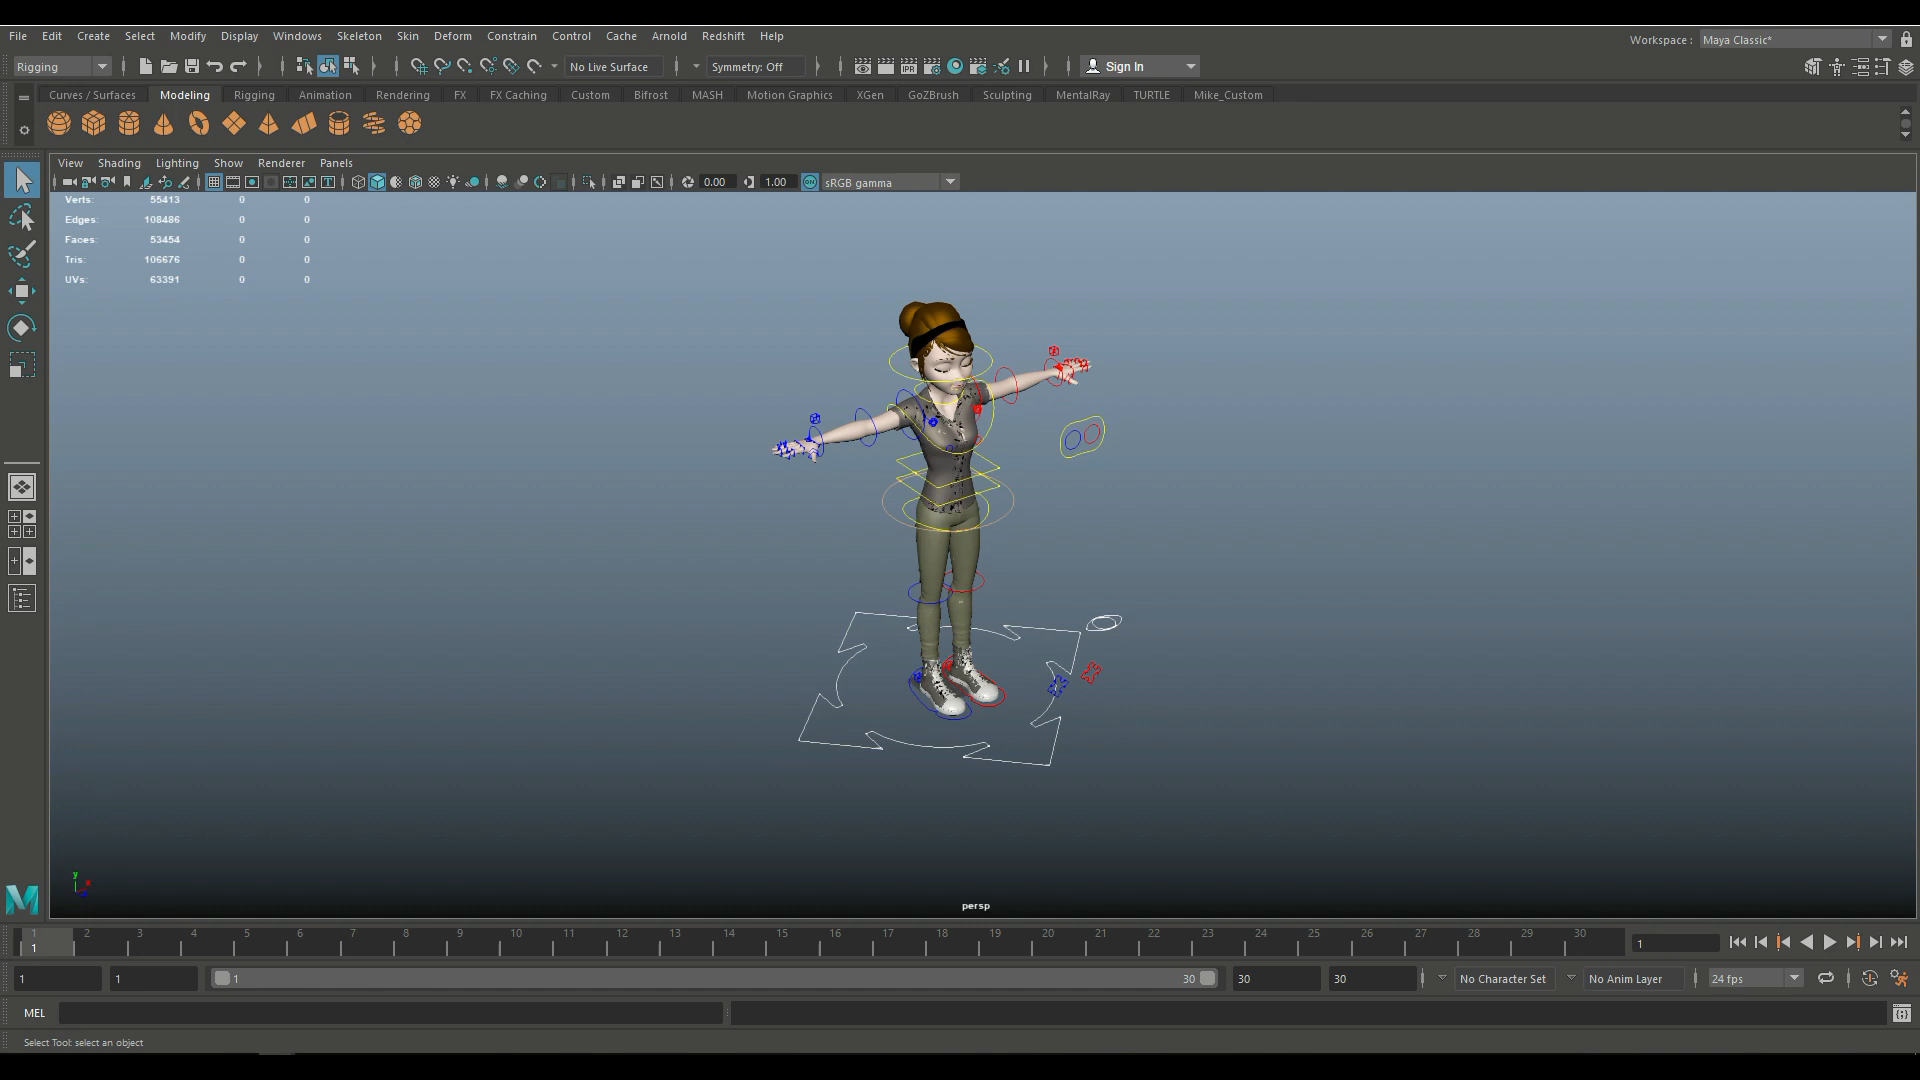 File Edit Create Select Modify Display Windows Skeleton Skin Deform Constrain Control Cache Arnold Redshift Help
Workspace : Maya Classic*
Rigging No Live Surface Symmetry: Off IPR Sign In
Curves / Surfaces Modeling Rigging Animation Rendering FX FX Caching Custom Bifrost MASH Motion Graphics XGen GoZBrush Sculpting MentalRay TURTLE Mike_Custom
View Shading Lighting Show Renderer Panels
0.00 1.00 ON sRGB gamma
Verts: 55413 0 0
Edges: 108486 0 0
Faces: 53454 0 0
Tris: 106676 0 0
UVs: 63391 0 0
y x
persp
1 2 3 4 5 6 7 8 9 10 11 12 13 14 15 16 17 18 19 20 21 22 23 24 25 26 27 28 29 30
1 1
1 1 1 30 30 30 No Character Set No Anim Layer 24 fps
MEL
Select Tool: select an object